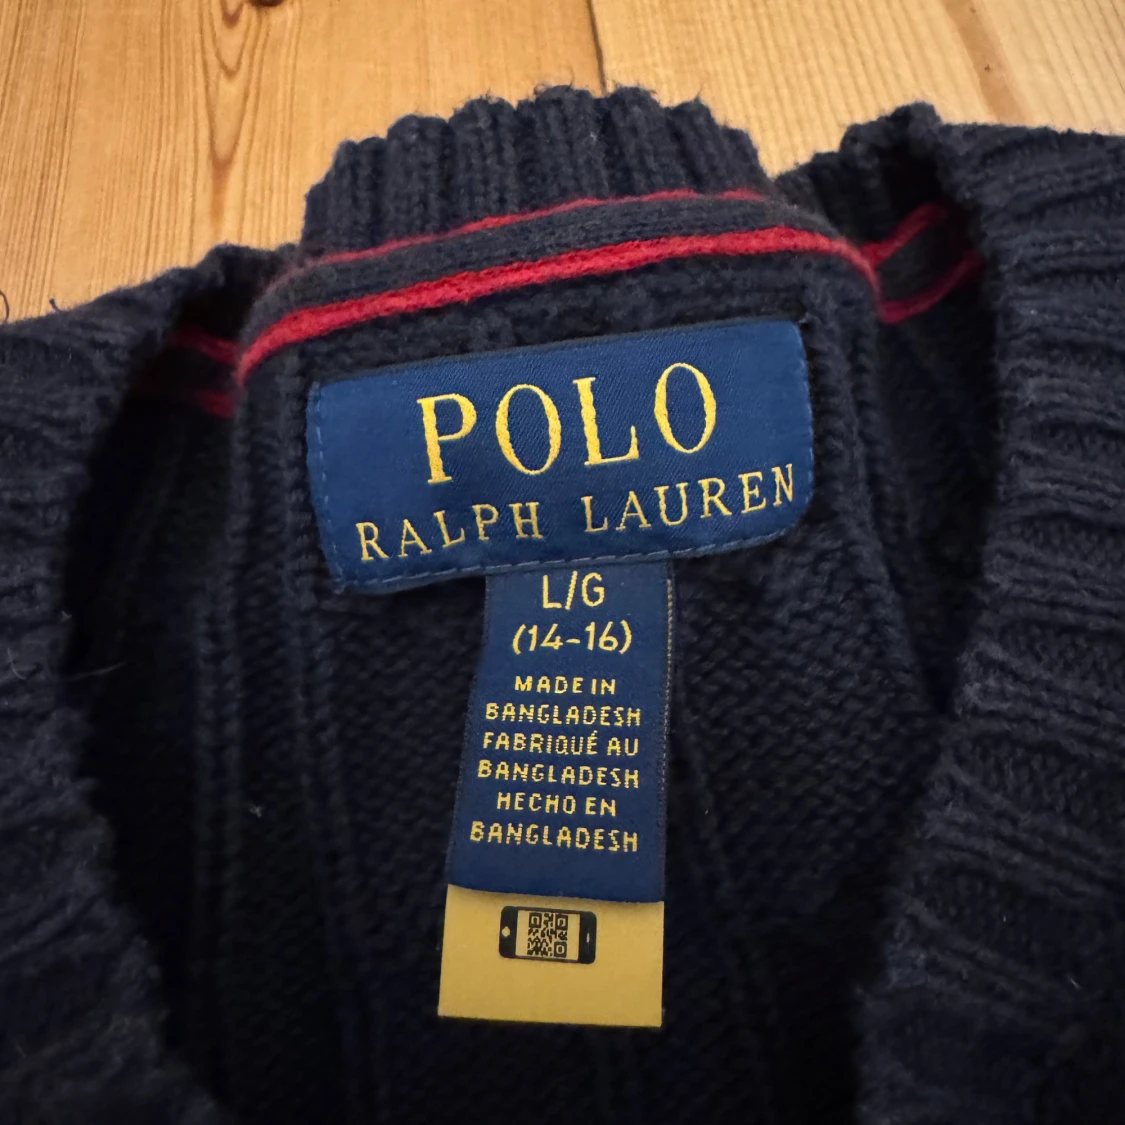 POLO
RALPH LAUREN
L/G
(14-16)
MADE IN
BANGLADESH
FABRIQUÉ AU
BANGLADESH
HECHO EN
BANGLADESH